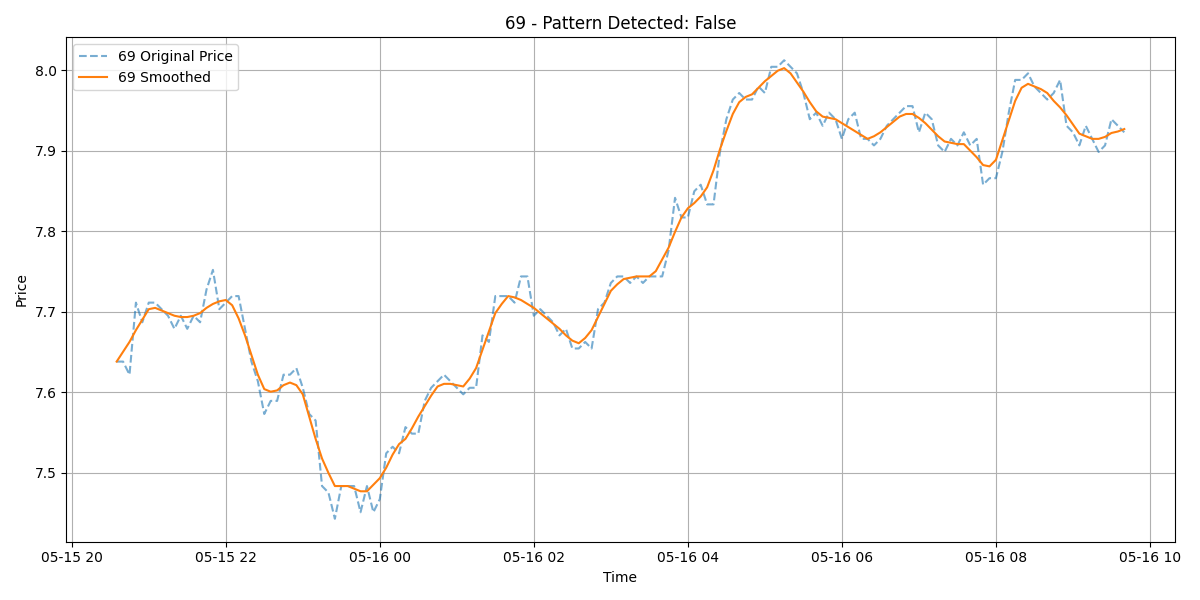 69 - Pattern Detected: False
69 Original Price
69 Smoothed
8.0
7.9
7.8
7.7
7.6
7.5
Price
05-15 20 05-15 22 05-16 00 05-16 02 05-16 04 05-16 06 05-16 08 05-16 10
Time